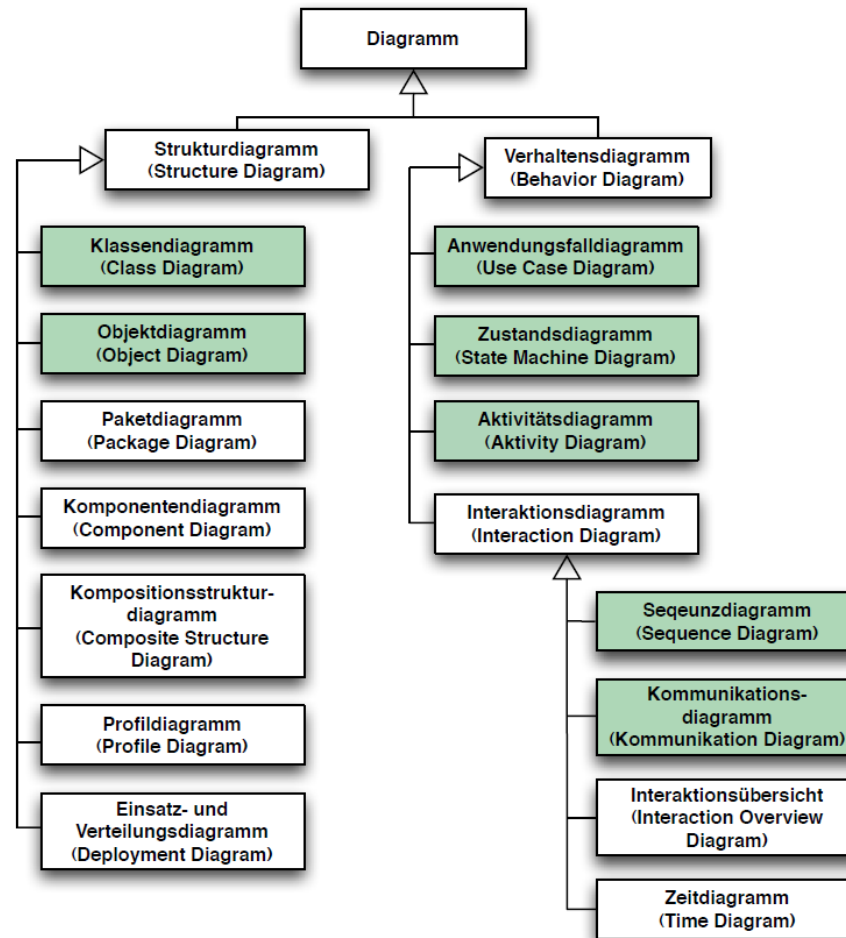 Diagramm
Strukturdiagramm
(Structure Diagram)
Klassendiagramm
(Class Diagram)
Objektdiagramm
(Object Diagram)
Paketdiagramm
(Package Diagram)
Komponentendiagramm
(Component Diagram)
Kompositionsstruktur-
diagramm
(Composite Structure
Diagram)
Profildiagramm
(Profile Diagram)
Einsatz- und
Verteilungsdiagramm
(Deployment Diagram)
Verhaltensdiagramm
(Behavior Diagram)
Anwendungsfalldiagramm
(Use Case Diagram)
Zustandsdiagramm
(State Machine Diagram)
Aktivitätsdiagramm
(Aktivity Diagram)
Interaktionsdiagramm
(Interaction Diagram)
Seqeunzdiagramm
(Sequence Diagram)
Kommunikations-
diagramm
(Kommunikation Diagram)
Interaktionsübersicht
(Interaction Overview
Diagram)
Zeitdiagramm
(Time Diagram)